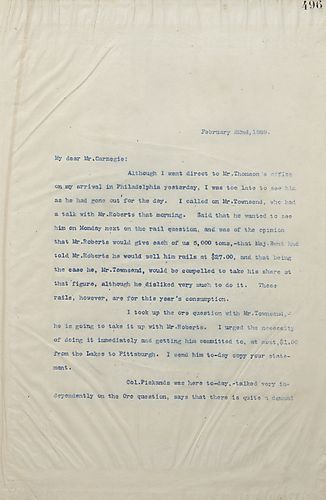 496
February 22nd, 1889.
My dear Mr.Carnegie:
Although I went direct to Mr.Thomson's office
on my arrival in Philadelphia yesterday, I was too late to see him
as he had gone out for the day. I called on Mr.Townsend, who had
a talk with Mr.Roberts that morning. Said that he wanted to see
him on Monday next on the rail question, and was of the opinion
that Mr.Roberts would give each of us 5,000 tons,-that Maj.Bent had
told Mr.Roberts he would sell him rails at $27.00, and that being
the case he, Mr.Townsend, would be compelled to take his share at
that figure, although he disliked very much to do it. These
rails, however, are for this year's consumption.
I took up the ore question with Mr.Townsend,-
he is going to take it up with Mr.Roberts. I urged the necessity
of doing it immediately and getting him committed to, at most,$1.00
from the Lakes to Pittsburgh. I send him to-day copy your state-
ment.
Col.Pickands was here to-day,-talked very in-
dependently on the Ore question, says that there is quite a demand